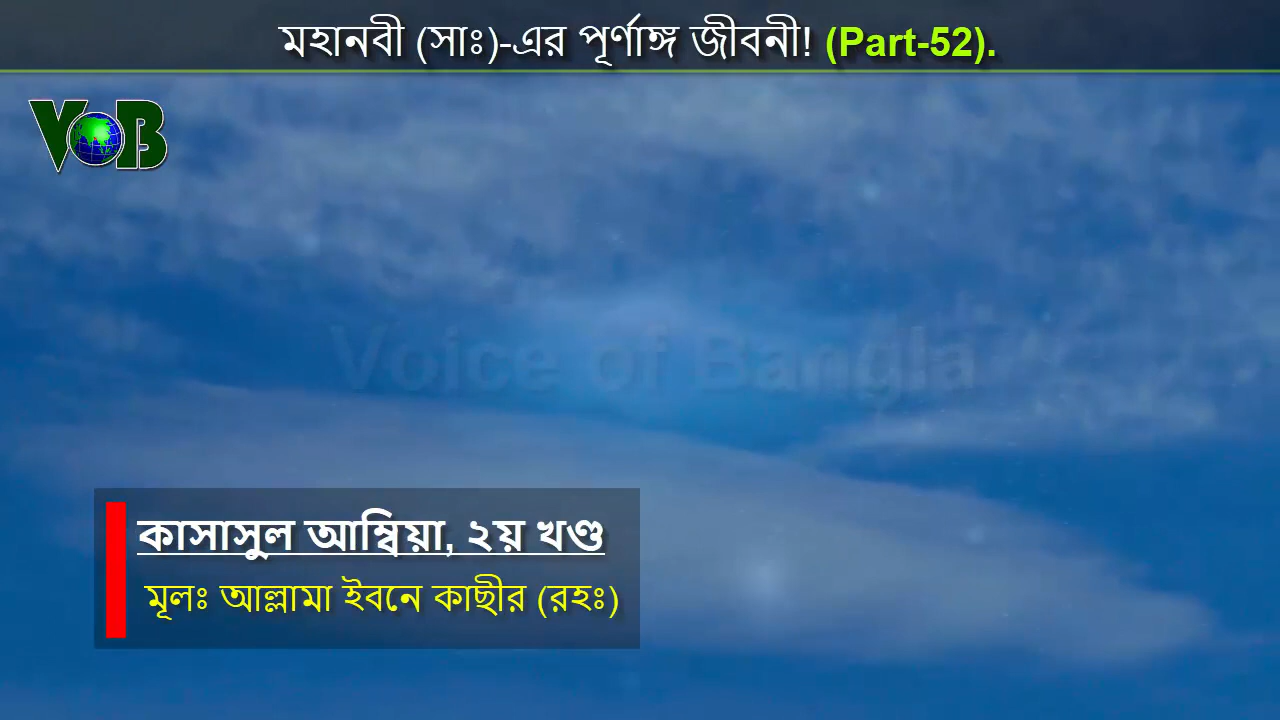 মহানবী (সাঃ)-এর পূর্ণাঙ্গ জীবনী! (Part-52).
VOB
Voice of Bangla
কাসাসুল আম্বিয়া, ২য় খণ্ড
মূলঃ আল্লামা ইবনে কাছীর (রহঃ)